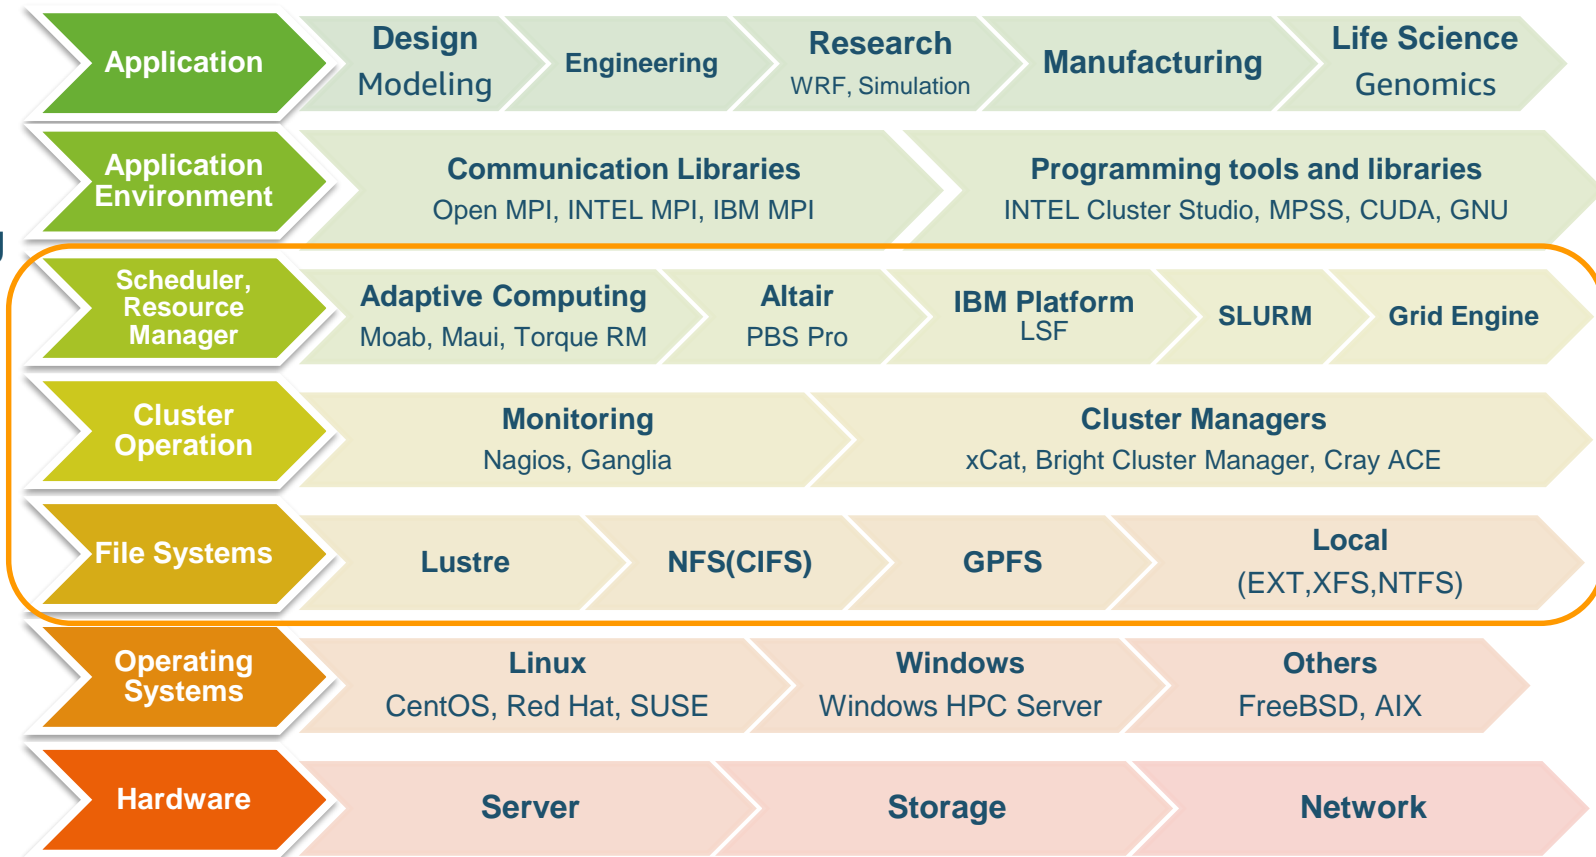 Application
Design
Modeling
Engineering
Research
WRF, Simulation
Manufacturing
Life Science
Genomics
Application
Environment
Communication Libraries
Open MPI, INTEL MPI, IBM MPI
Programming tools and libraries
INTEL Cluster Studio, MPSS, CUDA, GNU
Scheduler,
Resource
Manager
Adaptive Computing
Moab, Maui, Torque RM
Altair
PBS Pro
IBM Platform
LSF
SLURM
Grid Engine
Cluster
Operation
Monitoring
Nagios, Ganglia
Cluster Managers
xCat, Bright Cluster Manager, Cray ACE
File Systems
Lustre
NFS(CIFS)
GPFS
Local
(EXT,XFS,NTFS)
Operating
Systems
Linux
CentOS, Red Hat, SUSE
Windows
Windows HPC Server
Others
FreeBSD, AIX
Hardware
Server
Storage
Network